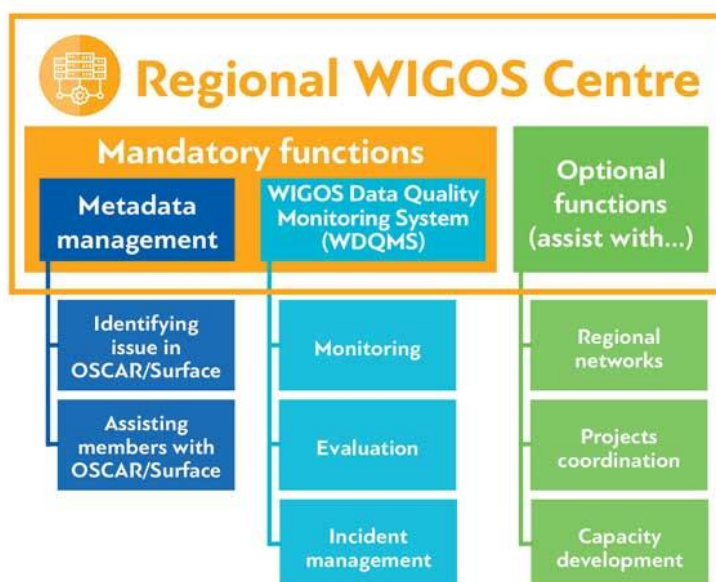 Regional WIGOS Centre
Mandatory functions
Metadata
management
WIGOS Data Quality
Monitoring System
(WDQMS)
Optional
functions
(assist with...)
Identifying
issue in
OSCAR/Surface
Assisting
members with
OSCAR/Surface
Monitoring
Evaluation
Incident
management
Regional
networks
Projects
coordination
Capacity
development